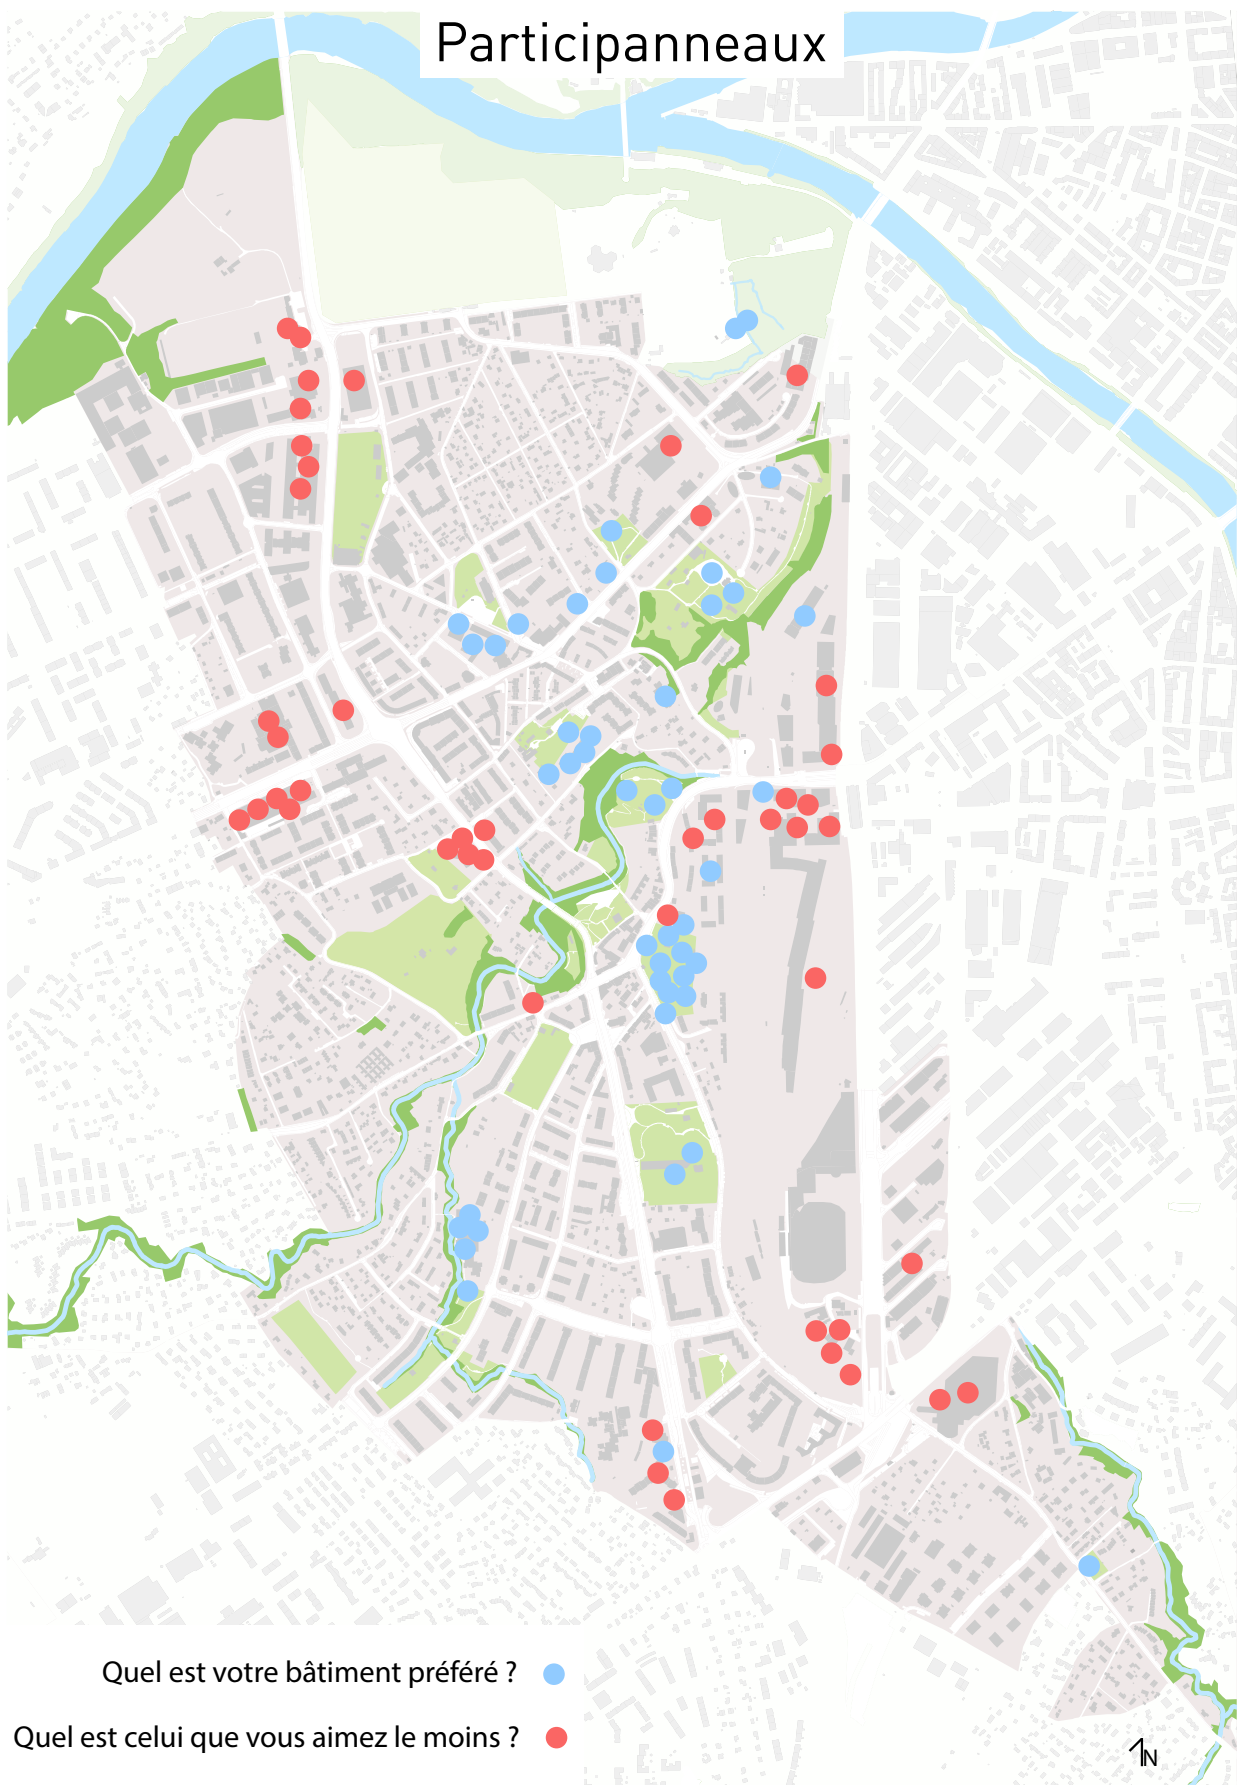 Participanneaux
Quel est votre bâtiment préféré ?
Quel est celui que vous aimez le moins ?
N